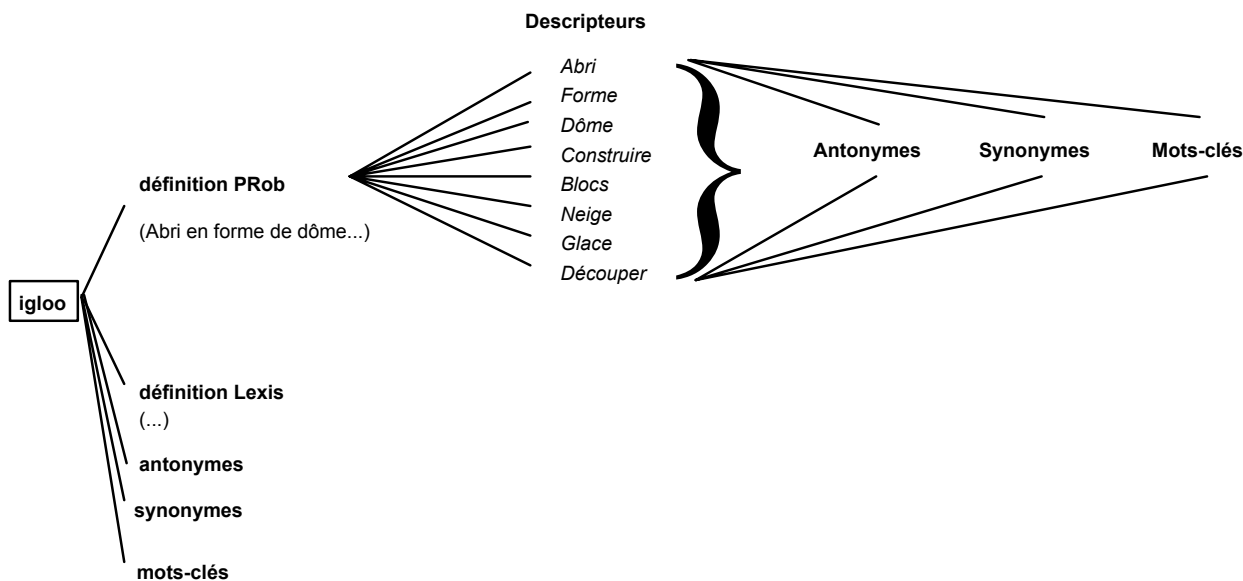 Descripteurs
Abri
Forme
Dôme
Construire
Blocs
Neige
Glace
Découper
Antonymes Synonymes Mots-clés
définition PRob
(Abri en forme de dôme...)
igloo
définition Lexis
(...)
antonymes
synonymes
mots-clés